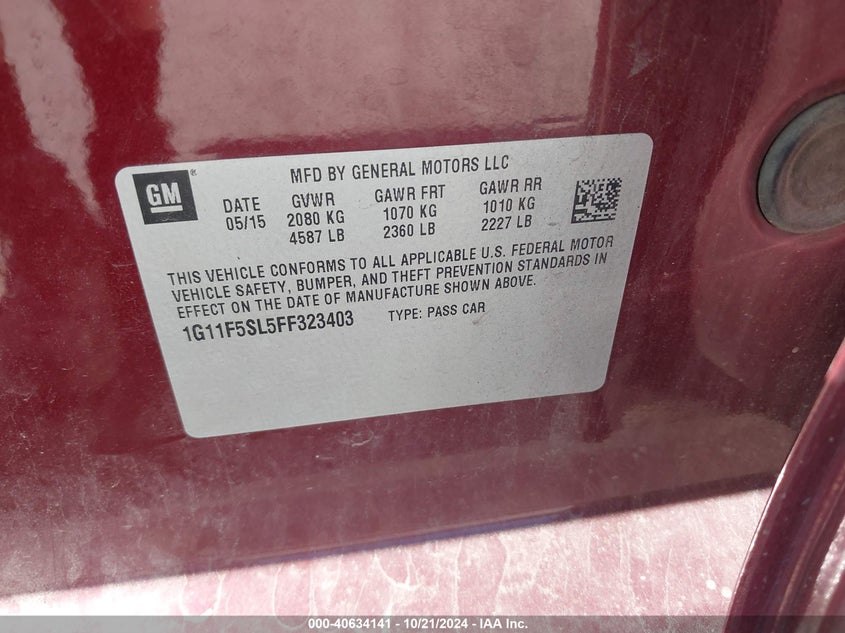 GM ®
MFD BY GENERAL MOTORS LLC
DATE GVWR GAWR FRT GAWR RR
05/15 2080 KG 1070 KG 1010 KG
4587 LB 2360 LB 2227 LB
THIS VEHICLE CONFORMS TO ALL APPLICABLE U.S. FEDERAL MOTOR
VEHICLE SAFETY, BUMPER, AND THEFT PREVENTION STANDARDS IN
EFFECT ON THE DATE OF MANUFACTURE SHOWN ABOVE.
1G11F5SL5FF323403 TYPE: PASS CAR
000-40634141 - 10/21/2024 - IAA Inc.